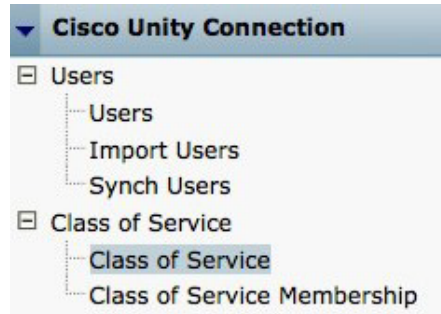 Cisco Unity Connection
Users
Users
Import Users
Synch Users
Class of Service
Class of Service
Class of Service Membership